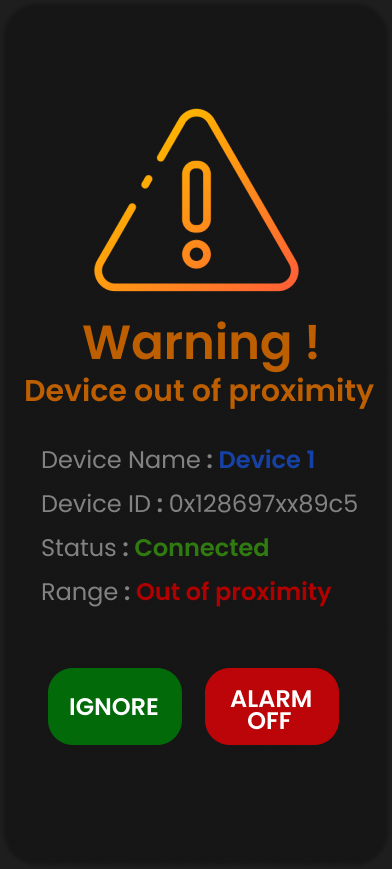 Warning !
Device out of proximity
Device Name : Device 1
Device ID : 0x128697xx89c5
Status : Connected
Range : Out of proximity
IGNORE
ALARM
OFF